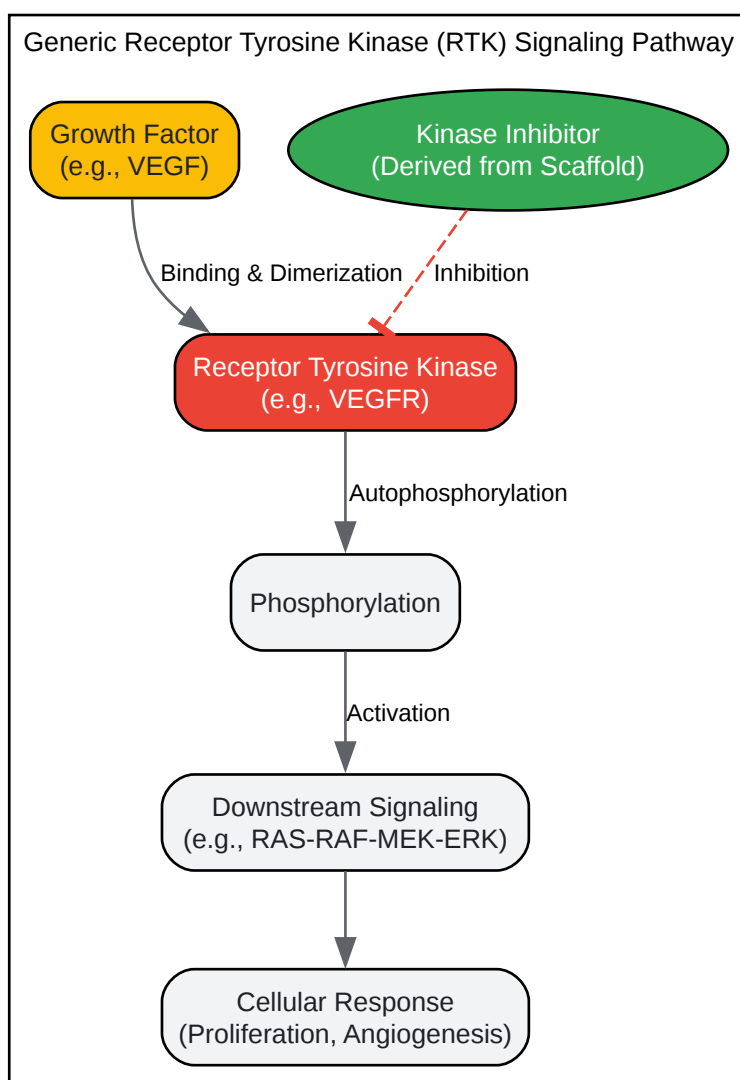 Generic Receptor Tyrosine Kinase (RTK) Signaling Pathway
Growth Factor
(e.g., VEGF)
Kinase Inhibitor
(Derived from Scaffold)
Binding & Dimerization
Inhibition
Receptor Tyrosine Kinase
(e.g., VEGFR)
Autophosphorylation
Phosphorylation
Activation
Downstream Signaling
(e.g., RAS-RAF-MEK-ERK)
Cellular Response
(Proliferation, Angiogenesis)